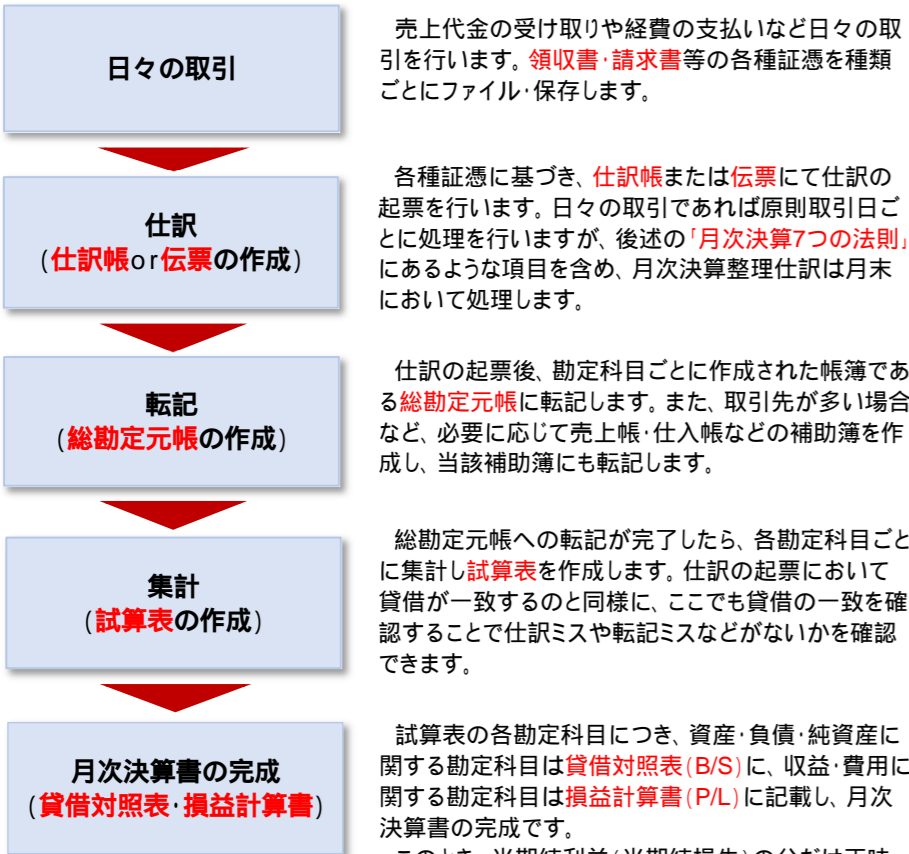 日々の取引
売上代金の受け取りや経費の支払いなど日々の取
引を行います。領収書・請求書等の各種証憑を種類
ごとにファイル・保存します。
仕訳
(仕訳帳or伝票の作成)
各種証憑に基づき、仕訳帳または伝票にて仕訳の
起票を行います。日々の取引であれば原則取引日ご
とに処理を行いますが、後述の「月次決算7つの法則」
にあるような項目を含め、月次決算整理仕訳は月末
において処理します。
転記
(総勘定元帳の作成)
仕訳の起票後、勘定科目ごとに作成された帳簿であ
る総勘定元帳に転記します。また、取引先が多い場合
など、必要に応じて売上帳・仕入帳などの補助簿を作
成し、当該補助簿にも転記します。
集計
(試算表の作成)
総勘定元帳への転記が完了したら、各勘定科目ごと
に集計し試算表を作成します。仕訳の起票において
貸借が一致するのと同様に、ここでも貸借の一致を確
認することで仕訳ミスや転記ミスなどがないかを確認
できます。
月次決算書の完成
(貸借対照表・損益計算書)
試算表の各勘定科目につき、資産・負債・純資産に
関する勘定科目は貸借対照表(B/S)に、収益・費用に
関する勘定科目は損益計算書(P/L)に記載し、月次
決算書の完成です。
このとき、当期純利益(当期純損失)の分だけ正味